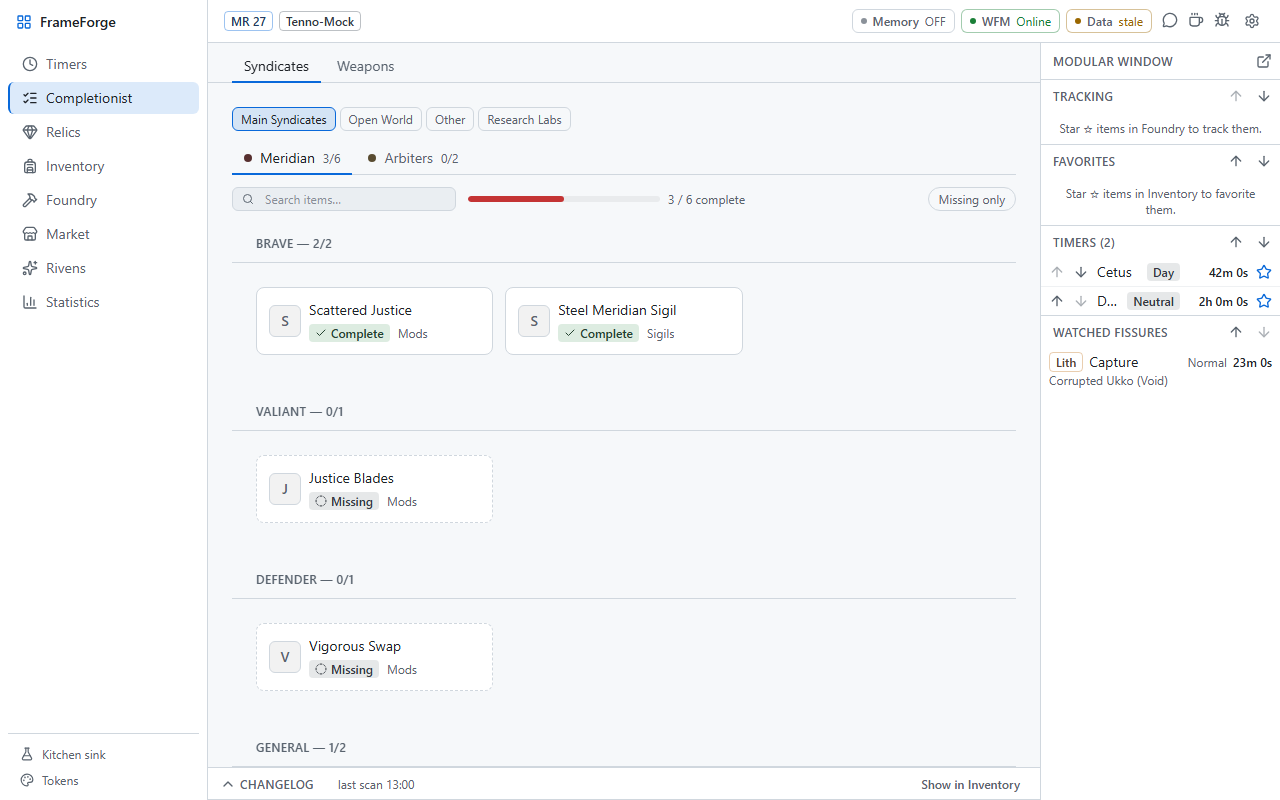 FrameForge
MR 27
Tenno-Mock
Memory OFF
WFM Online
Data stale
Timers
Completionist
Relics
Inventory
Foundry
Market
Rivens
Statistics
Kitchen sink
Tokens
Syndicates
Weapons
Main Syndicates
Open World
Other
Research Labs
Meridian 3/6
Arbiters 0/2
Search items...
3 / 6 complete
Missing only
BRAVE — 2/2
S
Scattered Justice
Complete
Mods
S
Steel Meridian Sigil
Complete
Sigils
VALIANT — 0/1
J
Justice Blades
Missing
Mods
DEFENDER — 0/1
V
Vigorous Swap
Missing
Mods
GENERAL — 1/2
CHANGELOG
last scan 13:00
Show in Inventory
MODULAR WINDOW
TRACKING
Star ☆ items in Foundry to track them.
FAVORITES
Star ☆ items in Inventory to favorite
them.
TIMERS (2)
Cetus Day 42m 0s
D... Neutral 2h 0m 0s
WATCHED FISSURES
Lith Capture Normal 23m 0s
Corrupted Ukko (Void)